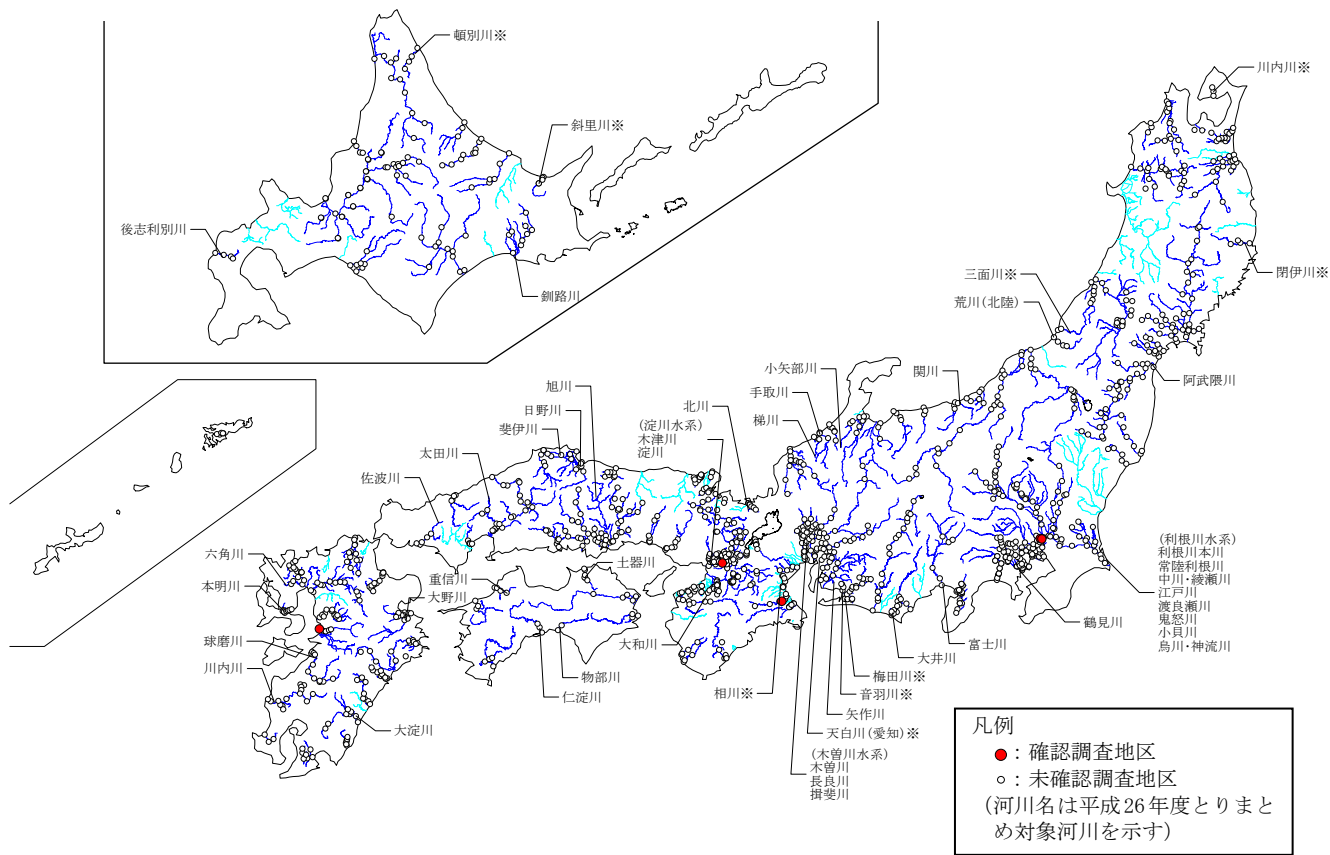 頓別川※
斜里川※
後志利別川
釧路川
川内川※
三面川※
閉伊川※
荒川(北陸)
阿武隈川
小矢部川
関川
手取川
梯川
旭川
日野川
斐伊川
北川
(淀川水系)
木津川
淀川
太田川
佐波川
六角川
本明川
球磨川
川内川
重信川
大野川
土器川
大和川
物部川
仁淀川
大淀川
相川※
(利根川水系)
利根川本川
常陸利根川
中川・綾瀬川
江戸川
渡良瀬川
鬼怒川
小貝川
烏川・神流川
鶴見川
富士川
大井川
梅田川※
音羽川※
矢作川
天白川(愛知)※
(木曽川水系)
木曽川
長良川
揖斐川
凡例
:確認調査地区
:未確認調査地区
(河川名は平成26年度とりまと
め対象河川を示す)